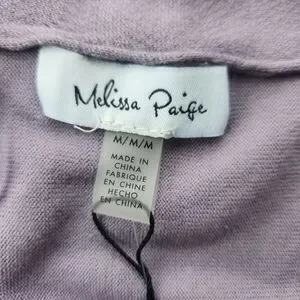 Melissa Paige
M/M/M
MADE IN
CHINA
FABRIQUE
EN CHINE
HECHO
EN CHINA